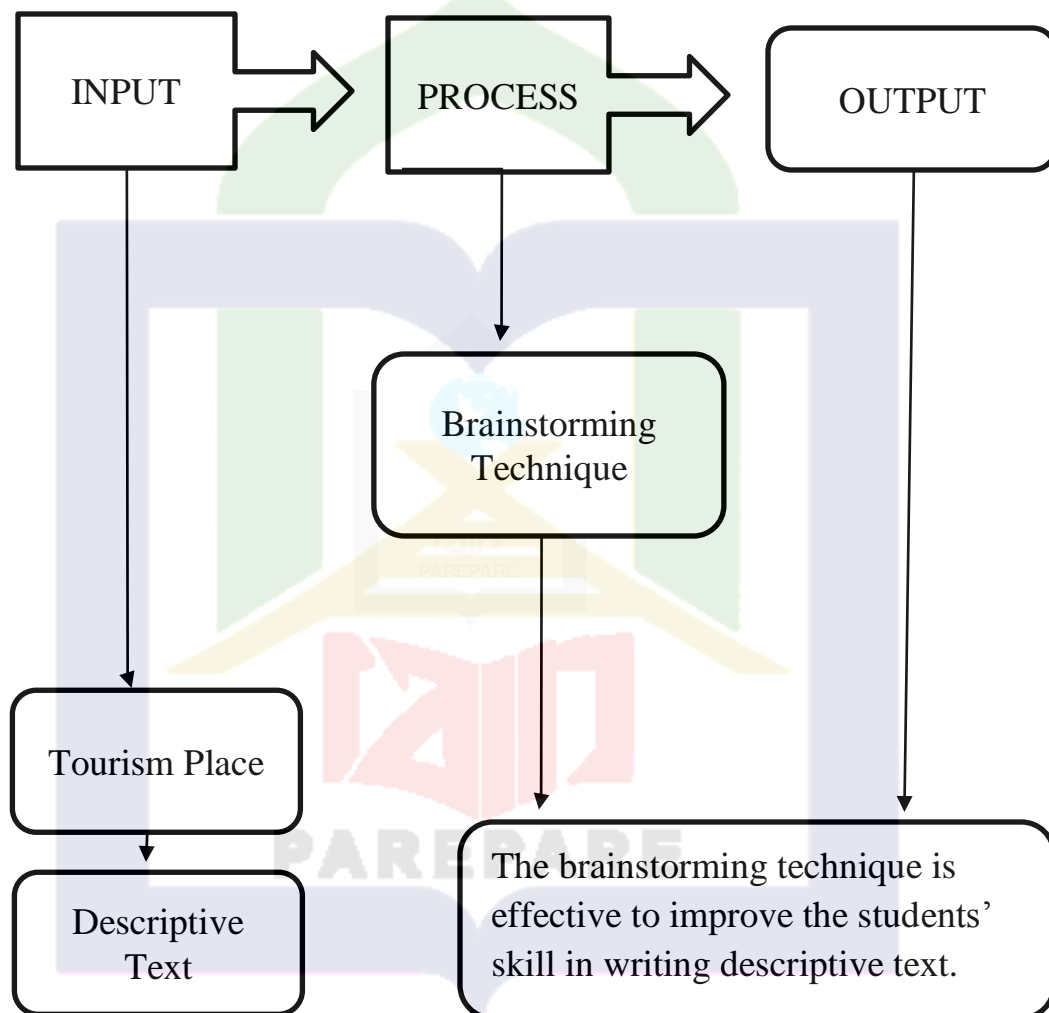 INPUT
PROCESS
OUTPUT
Brainstorming
Technique
PAREPARE
Tourism Place
PAREPARE
Descriptive
Text
The brainstorming technique is
effective to improve the students’
skill in writing descriptive text.